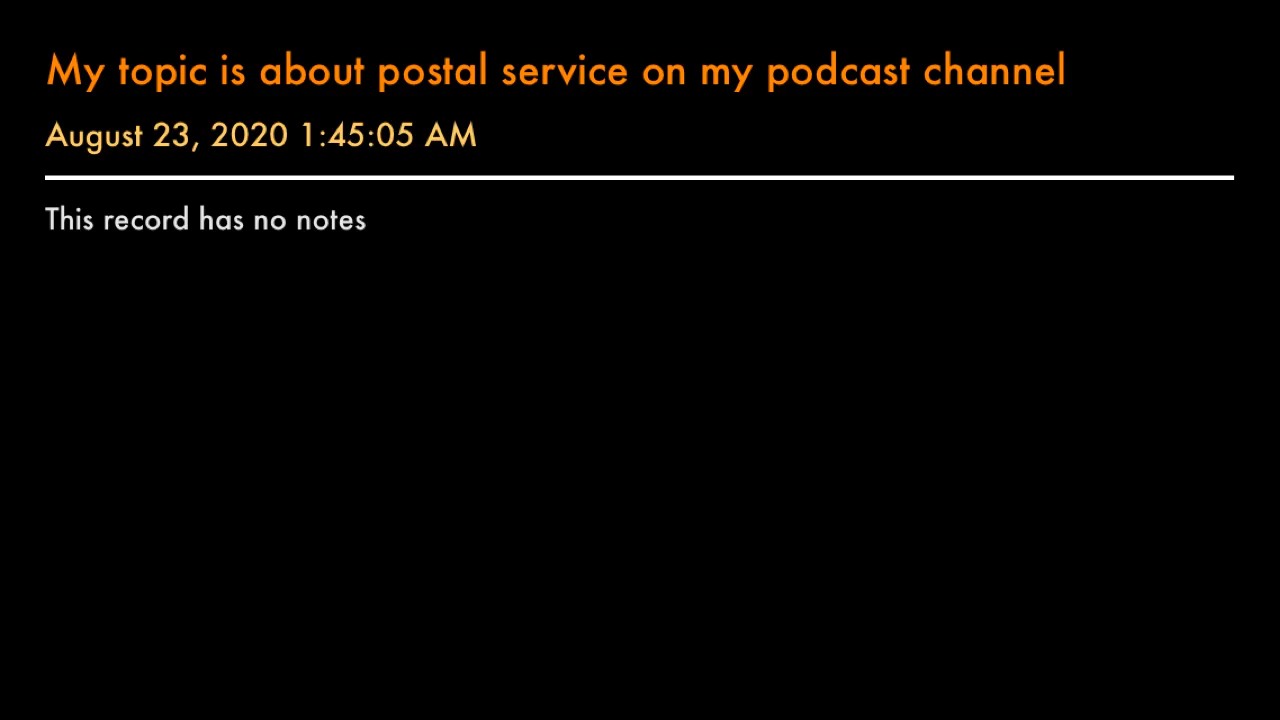 My topic is about postal service on my podcast channel
August 23, 2020 1:45:05 AM
This record has no notes